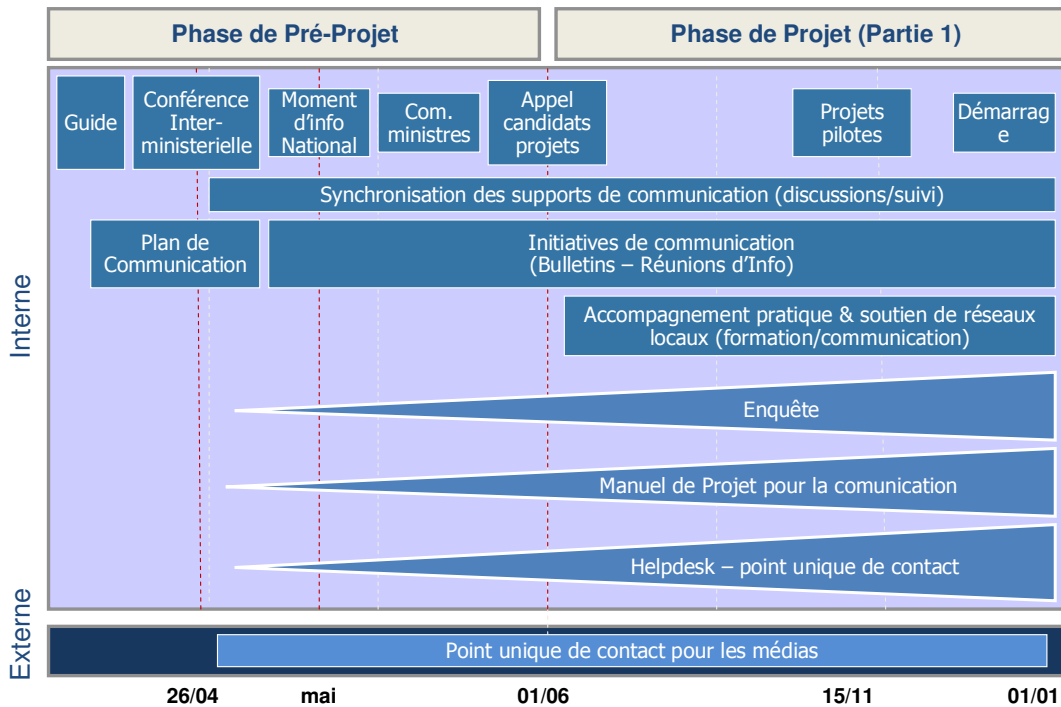 Phase de Pré-Projet
Phase de Projet (Partie 1)
Guide
Conférence
Inter-
ministerielle
Moment
d'info
National
Com.
ministres
Appel
candidats
projets
Projets
pilotes
Démarrag
e
Synchronisation des supports de communication (discussions/suivi)
Plan de
Communication
Initiatives de communication
(Bulletins – Réunions d'Info)
Accompagnement pratique & soutien de réseaux
locaux (formation/communication)
Interne
Enquête
Manuel de Projet pour la comunication
Helpdesk – point unique de contact
Externe
Point unique de contact pour les médias
26/04
mai
01/06
15/11
01/01